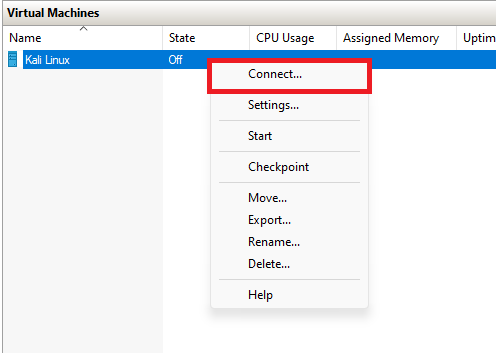 Virtual Machines
Name State CPU Usage Assigned Memory Uptim
Kali Linux Off
Connect...
Settings...
Start
Checkpoint
Move...
Export...
Rename...
Delete...
Help